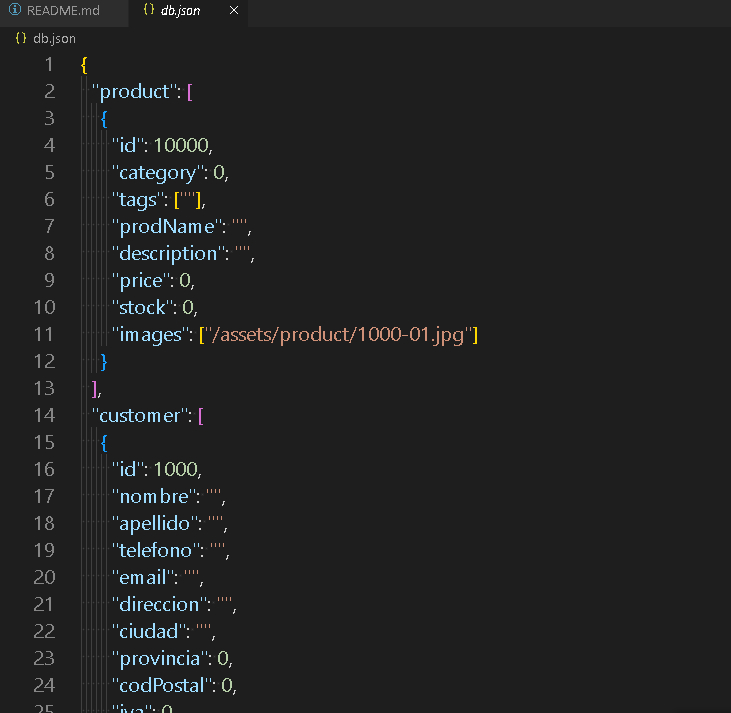 README.md
{} db.json ×
{} db.json
1 {
2 "product": [
3 {
4 "id": 10000,
5 "category": 0,
6 "tags": [""],
7 "prodName": "",
8 "description": "",
9 "price": 0,
10 "stock": 0,
11 "images": ["/assets/product/1000-01.jpg"]
12 }
13 ],
14 "customer": [
15 {
16 "id": 1000,
17 "nombre": "",
18 "apellido": "",
19 "telefono": "",
20 "email": "",
21 "direccion": "",
22 "ciudad": "",
23 "provincia": 0,
24 "codPostal": 0,
25 "iva": 0